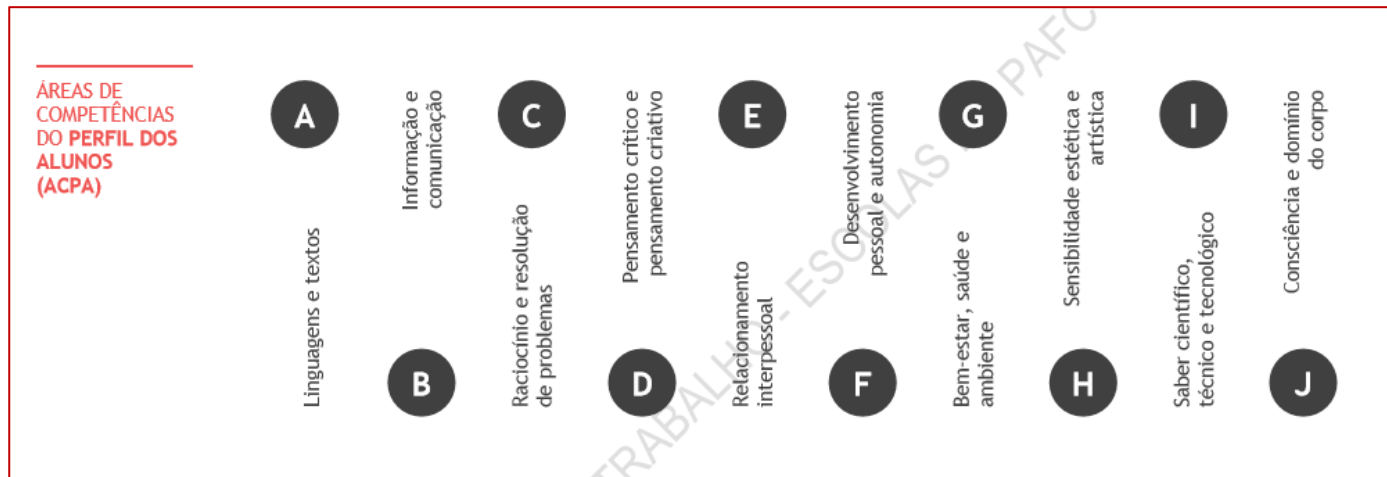 ÁREAS DE
COMPETÊNCIAS
DO PERFIL DOS
ALUNOS
(ACPA)
A
Linguagens e textos
Informação e
comunicação
B
C
Raciocínio e resolução
de problemas
Pensamento crítico e
pensamento criativo
D
E
Relacionamento
interpessoal
Desenvolvimento
pessoal e autonomia
F
G
Bem-estar, saúde e
ambiente
Sensibilidade estética e
artística
H
I
Saber científico,
técnico e tecnológico
Consciência e domínio
do corpo
J
TRABALHO - ESCOLAS